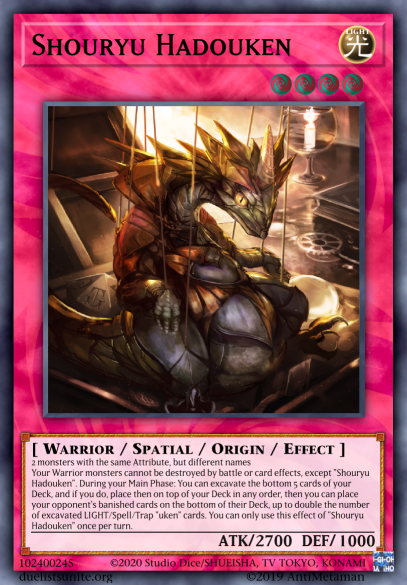 SHOURYU HADOUKEN
LIGHT
光
[ WARRIOR / SPATIAL / ORIGIN / EFFECT ]
2 monsters with the same Attribute, but different names
Your Warrior monsters cannot be destroyed by battle or card effects, except "Shouryu
Hadouken". During your Main Phase: You can excavate the bottom 5 cards of your
Deck, and if you do, place then on top of your Deck in any order, then you can place
your opponent's banished cards on the bottom of their Deck, up to double the number
of excavated LIGHT/Spell/Trap "uken" cards. You can only use this effect of "Shouryu
Hadouken" once per turn.
ATK/2700 DEF/1000
102400245 ©2020 Studio Dice/SHUEISHA, TV TOKYO, KONAMI
duelistsunite.org ©2019 AntiMetaman